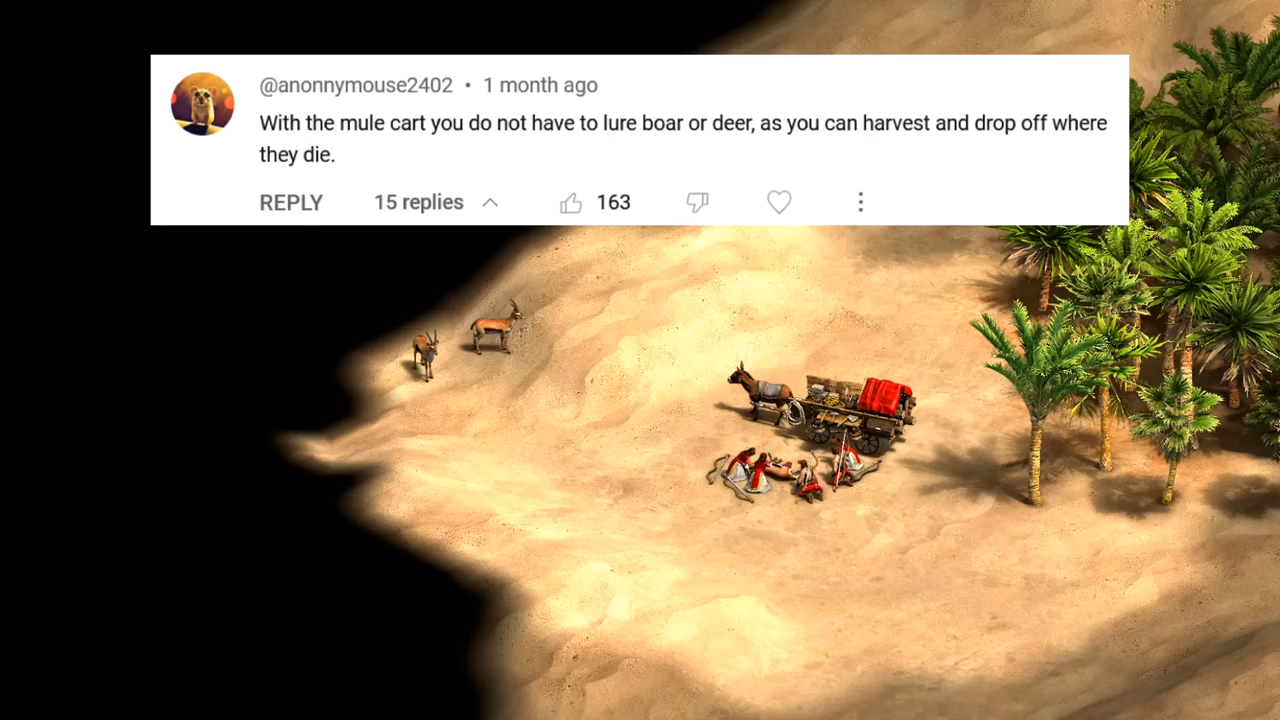 @anonnymouse2402 • 1 month ago
With the mule cart you do not have to lure boar or deer, as you can harvest and drop off where
they die.
REPLY 15 replies 163